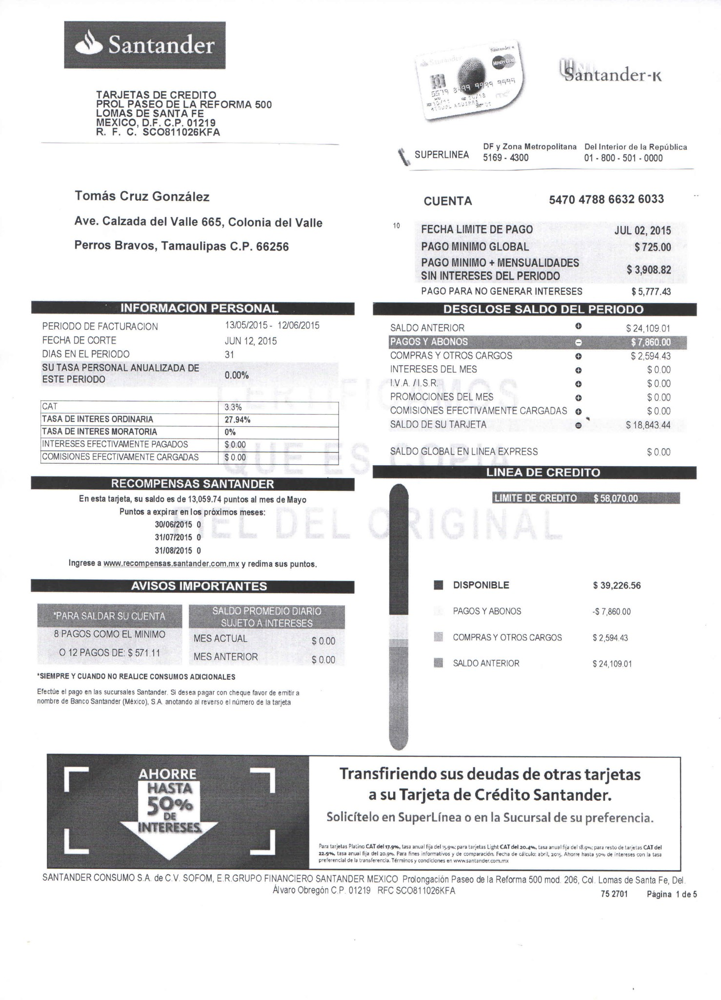 Santander
TARJETAS DE CREDITO
PROL PASEO DE LA REFORMA 500
LOMAS DE SANTA FE
MEXICO, D.F. C.P. 01219
R. F. C. SCO811026KFA
Santander
Santander-K
MasterCard
5579 8499 9999 9999
UNI
Santander-K
SUPERLINEA
DF y Zona Metropolitana Del Interior de la República
5169 - 4300 01 - 800 - 501 - 0000
Tomás Cruz González
Ave. Calzada del Valle 665, Colonia del Valle
Perros Bravos, Tamaulipas C.P. 66256
CUENTA 5470 4788 6632 6033
10
FECHA LIMITE DE PAGO JUL 02, 2015
PAGO MINIMO GLOBAL $ 725.00
PAGO MINIMO + MENSUALIDADES
SIN INTERESES DEL PERIODO $ 3,908.82
PAGO PARA NO GENERAR INTERESES $ 5,777.43
INFORMACION PERSONAL
PERIODO DE FACTURACION 13/05/2015 - 12/06/2015
FECHA DE CORTE JUN 12, 2015
DIAS EN EL PERIODO 31
SU TASA PERSONAL ANUALIZADA DE
ESTE PERIODO 0.00%
CAT 3.3%
TASA DE INTERES ORDINARIA 27.94%
TASA DE INTERES MORATORIA 0%
INTERESES EFECTIVAMENTE PAGADOS $ 0.00
COMISIONES EFECTIVAMENTE CARGADAS $ 0.00
DESGLOSE SALDO DEL PERIODO
SALDO ANTERIOR + $ 24,109.01
PAGOS Y ABONOS - $ 7,860.00
COMPRAS Y OTROS CARGOS + $ 2,594.43
INTERESES DEL MES + $ 0.00
I.V.A. /I.S.R. + $ 0.00
PROMOCIONES DEL MES + $ 0.00
COMISIONES EFECTIVAMENTE CARGADAS + $ 0.00
SALDO DE SU TARJETA = $ 18,843.44
SALDO GLOBAL EN LINEA EXPRESS $ 0.00
CERTIFICAMOS
QUE ES COPIA
FIEL DEL ORIGINAL
RECOMPENSAS SANTANDER
En esta tarjeta, su saldo es de 13,059.74 puntos al mes de Mayo
Puntos a expirar en los próximos meses:
30/06/2015 0
31/07/2015 0
31/08/2015 0
Ingrese a www.recompensas.santander.com.mx y redima sus puntos.
LINEA DE CREDITO
LIMITE DE CREDITO $ 58,070.00
DISPONIBLE $ 39,226.56
PAGOS Y ABONOS -$ 7,860.00
COMPRAS Y OTROS CARGOS $ 2,594.43
SALDO ANTERIOR $ 24,109.01
AVISOS IMPORTANTES
*PARA SALDAR SU CUENTA
8 PAGOS COMO EL MINIMO
O 12 PAGOS DE: $ 571.11
SALDO PROMEDIO DIARIO
SUJETO A INTERESES
MES ACTUAL $ 0.00
MES ANTERIOR $ 0.00
*SIEMPRE Y CUANDO NO REALICE CONSUMOS ADICIONALES
Efectúe el pago en las sucursales Santander. Si desea pagar con cheque favor de emitir a
nombre de Banco Santander (México), S.A. anotando al reverso el número de la tarjeta
AHORRE
HASTA
50%
DE
INTERESES.
Transfiriendo sus deudas de otras tarjetas
a su Tarjeta de Crédito Santander.
Solicítelo en SuperLínea o en la Sucursal de su preferencia.
Para tarjetas Platino CAT del 17.9%, tasa anual fija del 15.9%; para tarjetas Light CAT del 20.4%, tasa anual fija del 18.9%; para resto de tarjetas CAT del
22.9%, tasa anual fija del 20.9%. Para fines informativos y de comparación. Fecha de cálculo: abril, 2015. Ahorre hasta 50% de intereses con la tasa
preferencial de la transferencia. Términos y condiciones en www.santander.com.mx
SANTANDER CONSUMO S.A. de C.V. SOFOM, E.R.GRUPO FINANCIERO SANTANDER MEXICO Prolongación Paseo de la Reforma 500 mod. 206, Col. Lomas de Santa Fe, Del.
Álvaro Obregón C.P. 01219 RFC SCO811026KFA
75 2701 Página 1 de 5